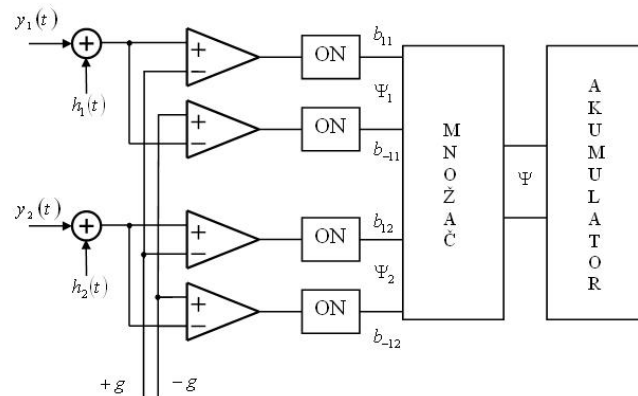 y₁(t)
+
h₁(t)
+
−
ON
b₁₁
Ψ₁
+
−
ON
b₋₁₁
y₂(t)
+
h₂(t)
+
−
ON
b₁₂
Ψ₂
+
−
ON
b₋₁₂
+g
−g
MNOŽAČ
Ψ
AKUMULATOR